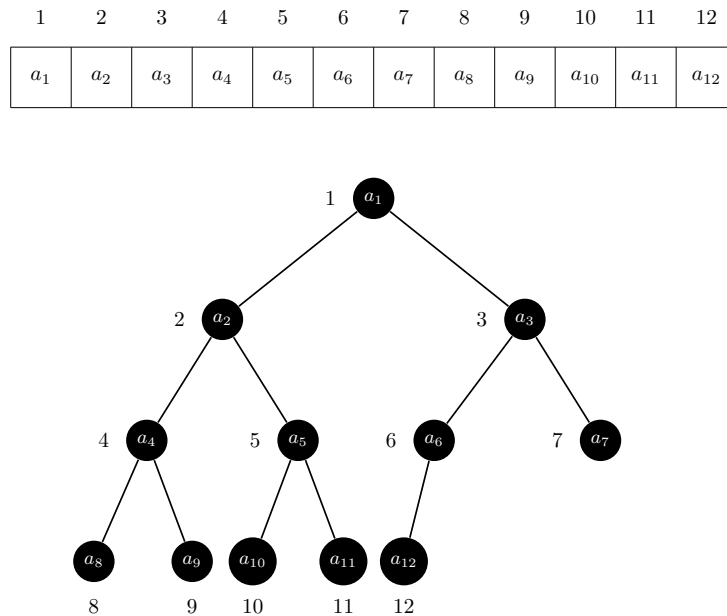 1 2 3 4 5 6 7 8 9 10 11 12
a₁ a₂ a₃ a₄ a₅ a₆ a₇ a₈ a₉ a₁₀ a₁₁ a₁₂
1 a₁
2 a₂ 3 a₃
4 a₄ 5 a₅ 6 a₆ 7 a₇
a₈ a₉ a₁₀ a₁₁ a₁₂
8 9 10 11 12